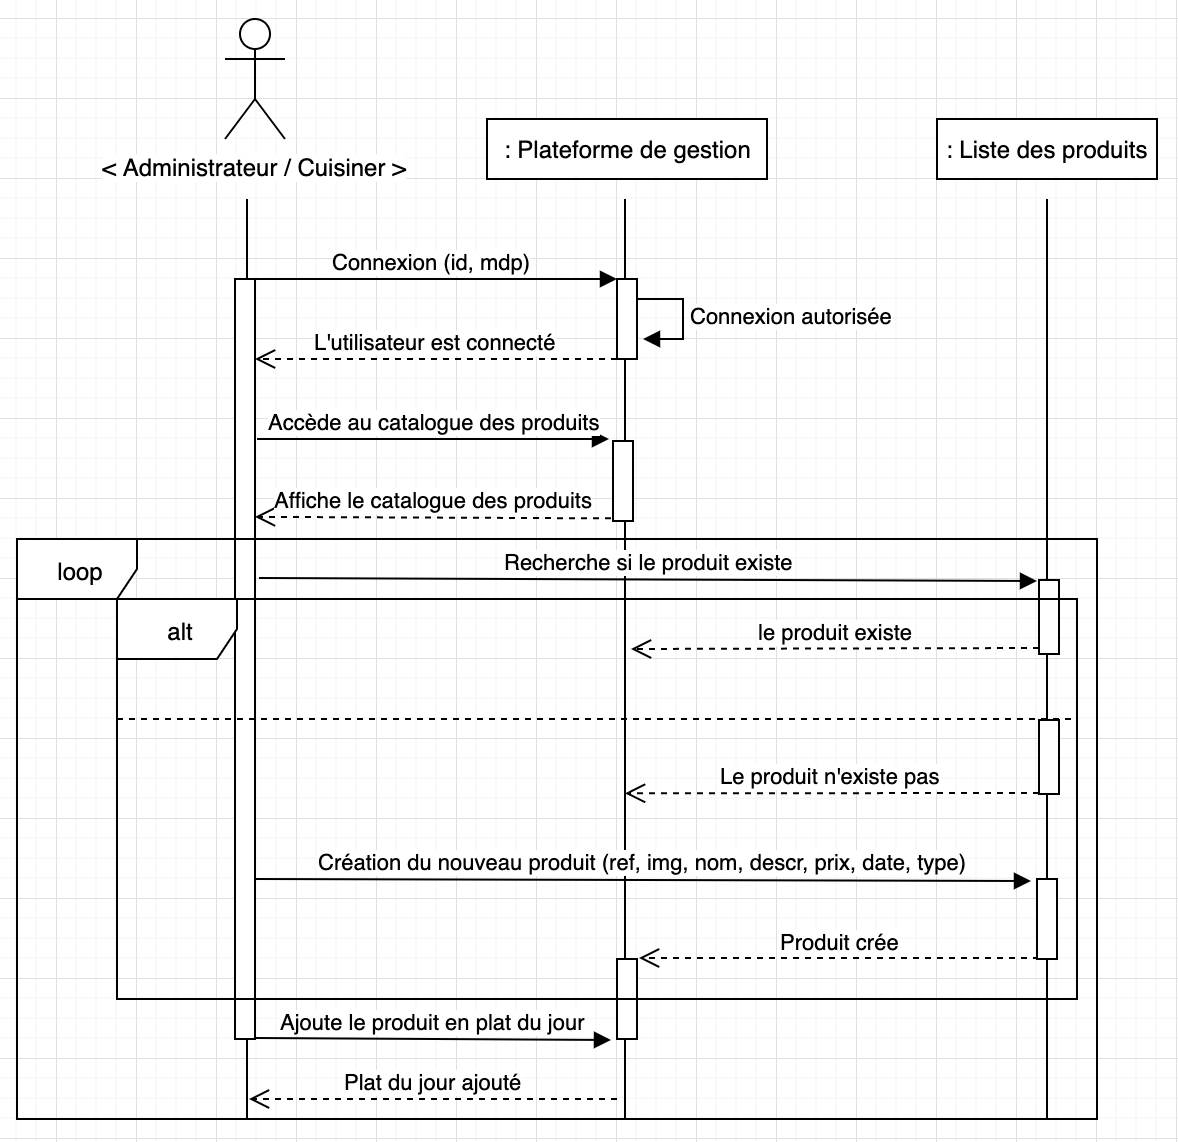 < Administrateur / Cuisiner >
: Plateforme de gestion
: Liste des produits
Connexion (id, mdp)
Connexion autorisée
L'utilisateur est connecté
Accède au catalogue des produits
Affiche le catalogue des produits
loop
Recherche si le produit existe
alt
le produit existe
Le produit n'existe pas
Création du nouveau produit (ref, img, nom, descr, prix, date, type)
Produit crée
Ajoute le produit en plat du jour
Plat du jour ajouté